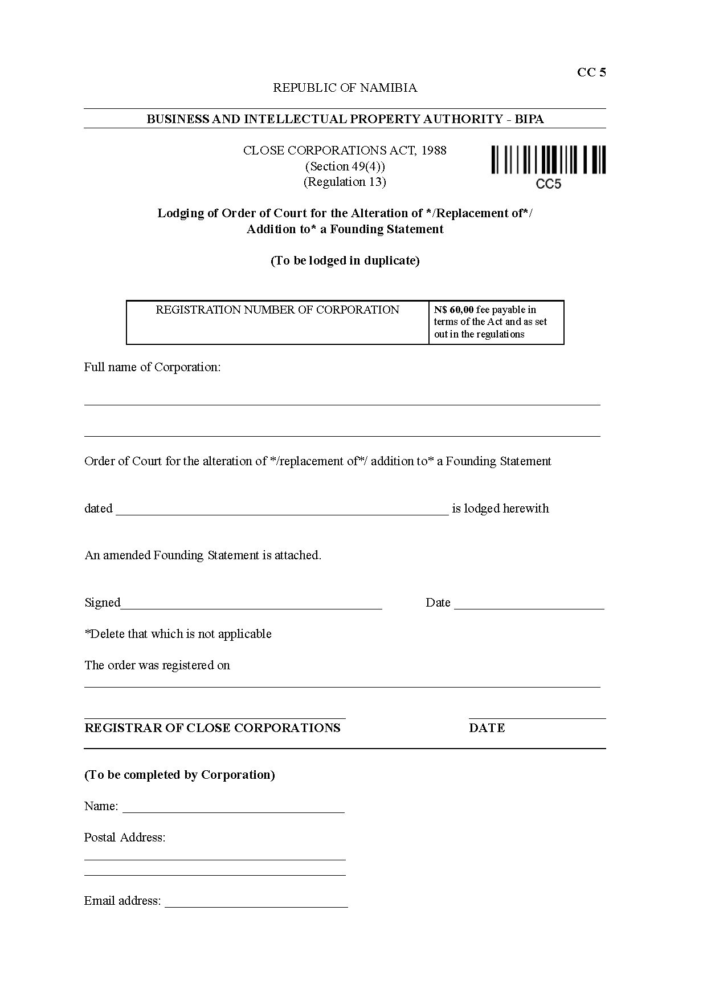 CC 5
REPUBLIC OF NAMIBIA
BUSINESS AND INTELLECTUAL PROPERTY AUTHORITY - BIPA
CLOSE CORPORATIONS ACT, 1988
(Section 49(4))
(Regulation 13)
CC5
Lodging of Order of Court for the Alteration of */Replacement of*/
Addition to* a Founding Statement
(To be lodged in duplicate)
REGISTRATION NUMBER OF CORPORATION
N$ 60,00 fee payable in
terms of the Act and as set
out in the regulations
Full name of Corporation:
Order of Court for the alteration of */replacement of*/ addition to* a Founding Statement
dated ______ is lodged herewith
An amended Founding Statement is attached.
Signed______ Date ______
*Delete that which is not applicable
The order was registered on
REGISTRAR OF CLOSE CORPORATIONS DATE
(To be completed by Corporation)
Name: ______
Postal Address:
Email address: ______